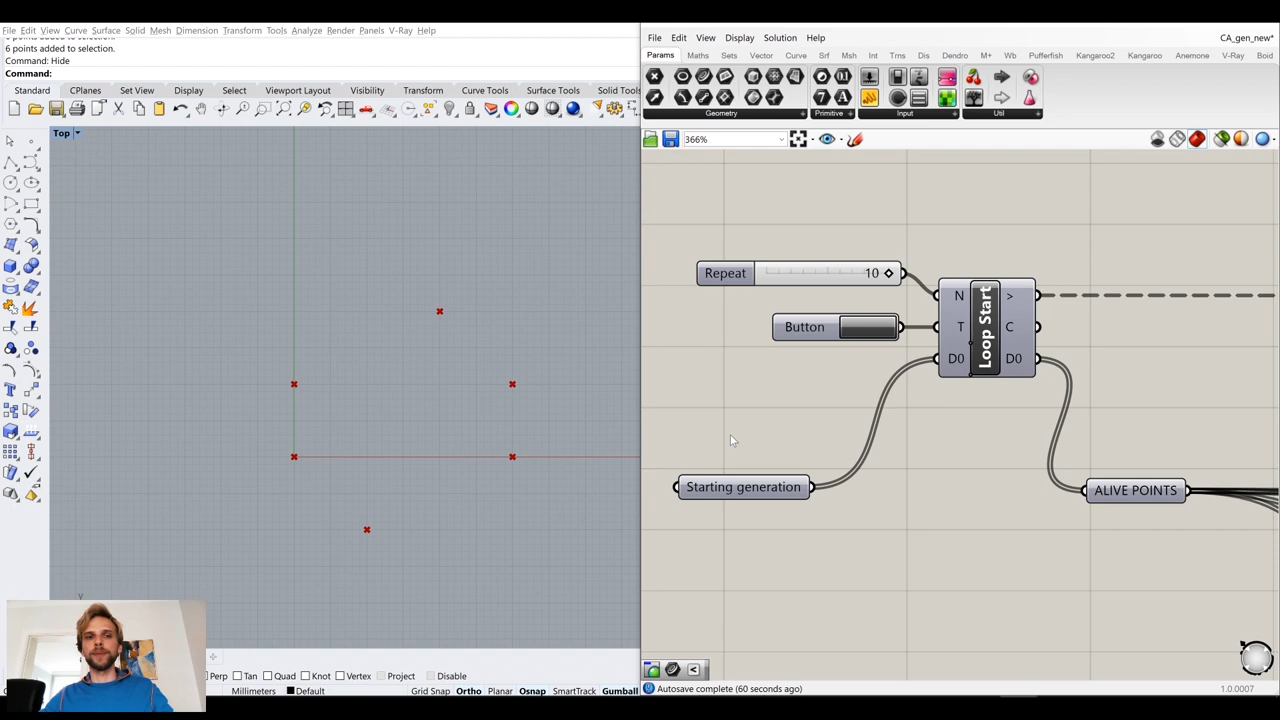 File Edit View Curve Surface Solid Mesh Dimension Transform Tools Analyze Render Panels V-Ray Help
6 points added to selection.
Command: Hide
Command:
Standard CPlanes Set View Display Select Viewport Layout Visibility Transform Curve Tools Surface Tools Solid Tools
Top
y
Perp Tan Quad Knot Vertex Project Disable
Millimeters Default Grid Snap Ortho Planar Osnap SmartTrack Gumball
File Edit View Display Solution Help
CA_gen_new*
Params Maths Sets Vector Curve Srf Msh Int Trns Dis Dendro M+ Wb Pufferfish Kangaroo2 Kangaroo Anemone V-Ray Boid
Geometry Primitive Input Util
366%
Repeat 10
Button
N >
T C
D0 D0
Loop Start
Starting generation
ALIVE POINTS
Autosave complete (60 seconds ago)
1.0.0007